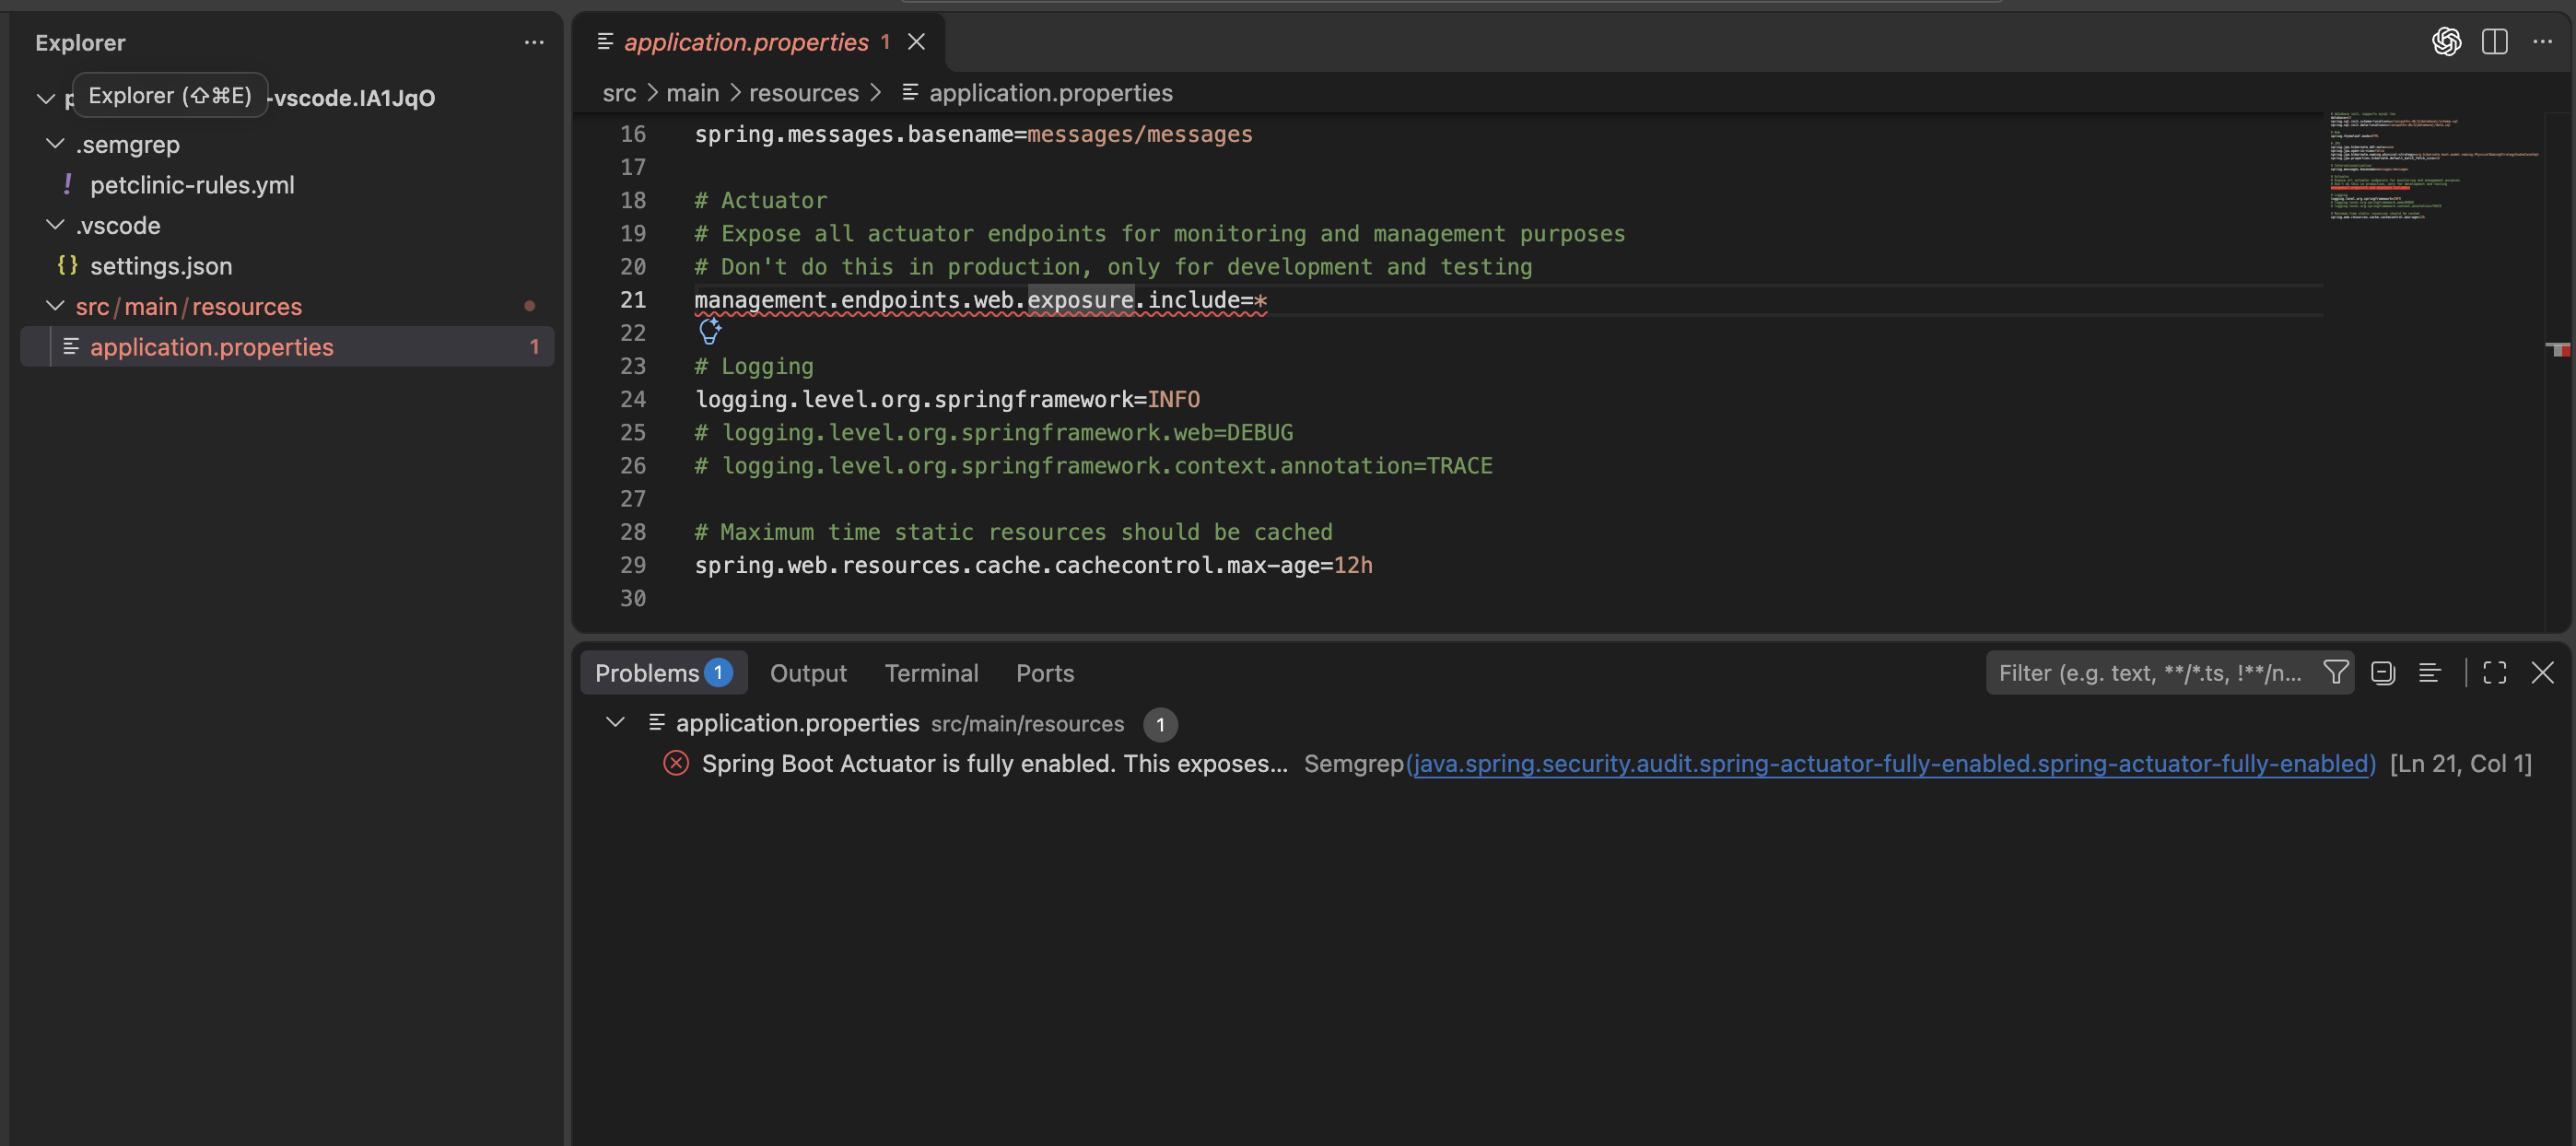 Explorer
Explorer (⇧⌘E)
-vscode.IA1JqO
.semgrep
! petclinic-rules.yml
.vscode
{} settings.json
src/main/resources
application.properties 1
application.properties 1
src > main > resources > application.properties
16 spring.messages.basename=messages/messages
17
18 # Actuator
19 # Expose all actuator endpoints for monitoring and management purposes
20 # Don't do this in production, only for development and testing
21 management.endpoints.web.exposure.include=*
22
23 # Logging
24 logging.level.org.springframework=INFO
25 # logging.level.org.springframework.web=DEBUG
26 # logging.level.org.springframework.context.annotation=TRACE
27
28 # Maximum time static resources should be cached
29 spring.web.resources.cache.cachecontrol.max-age=12h
30
Problems 1 Output Terminal Ports Filter (e.g. text, **/*.ts, !**/n...
application.properties src/main/resources 1
Spring Boot Actuator is fully enabled. This exposes... Semgrep(java.spring.security.audit.spring-actuator-fully-enabled.spring-actuator-fully-enabled) [Ln 21, Col 1]